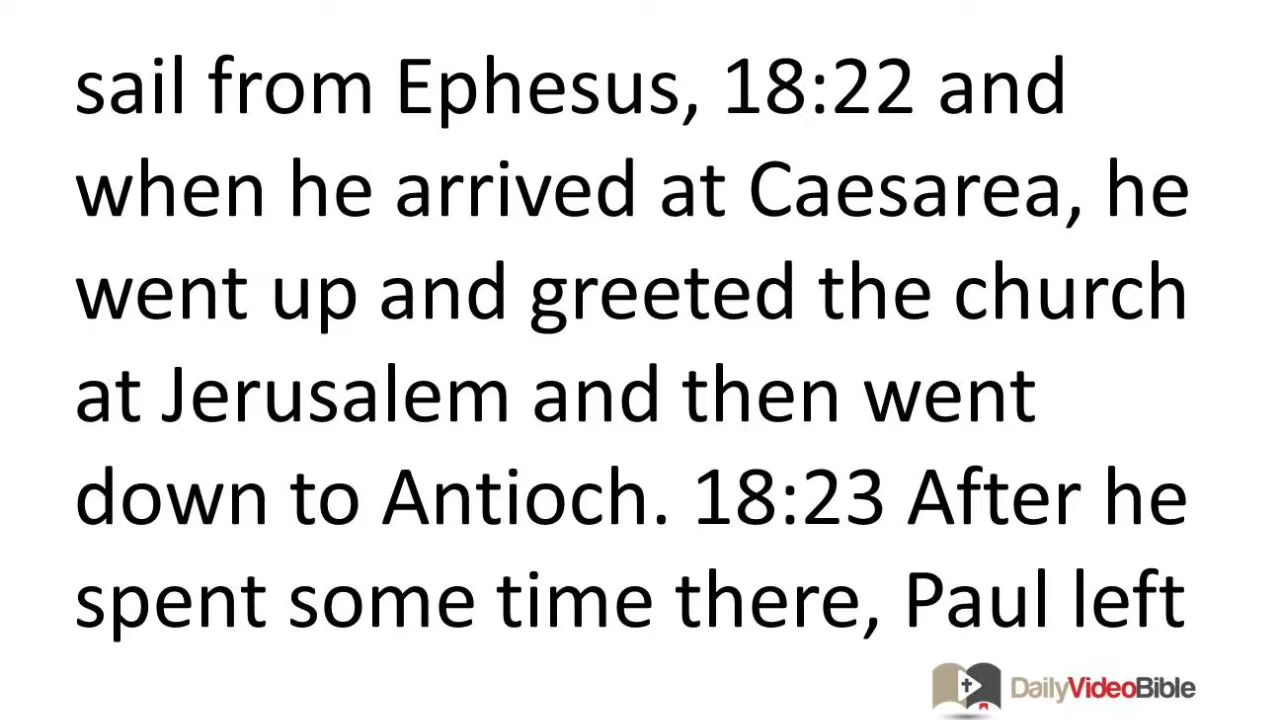 sail from Ephesus, 18:22 and
when he arrived at Caesarea, he
went up and greeted the church
at Jerusalem and then went
down to Antioch. 18:23 After he
spent some time there, Paul left
DailyVideoBible